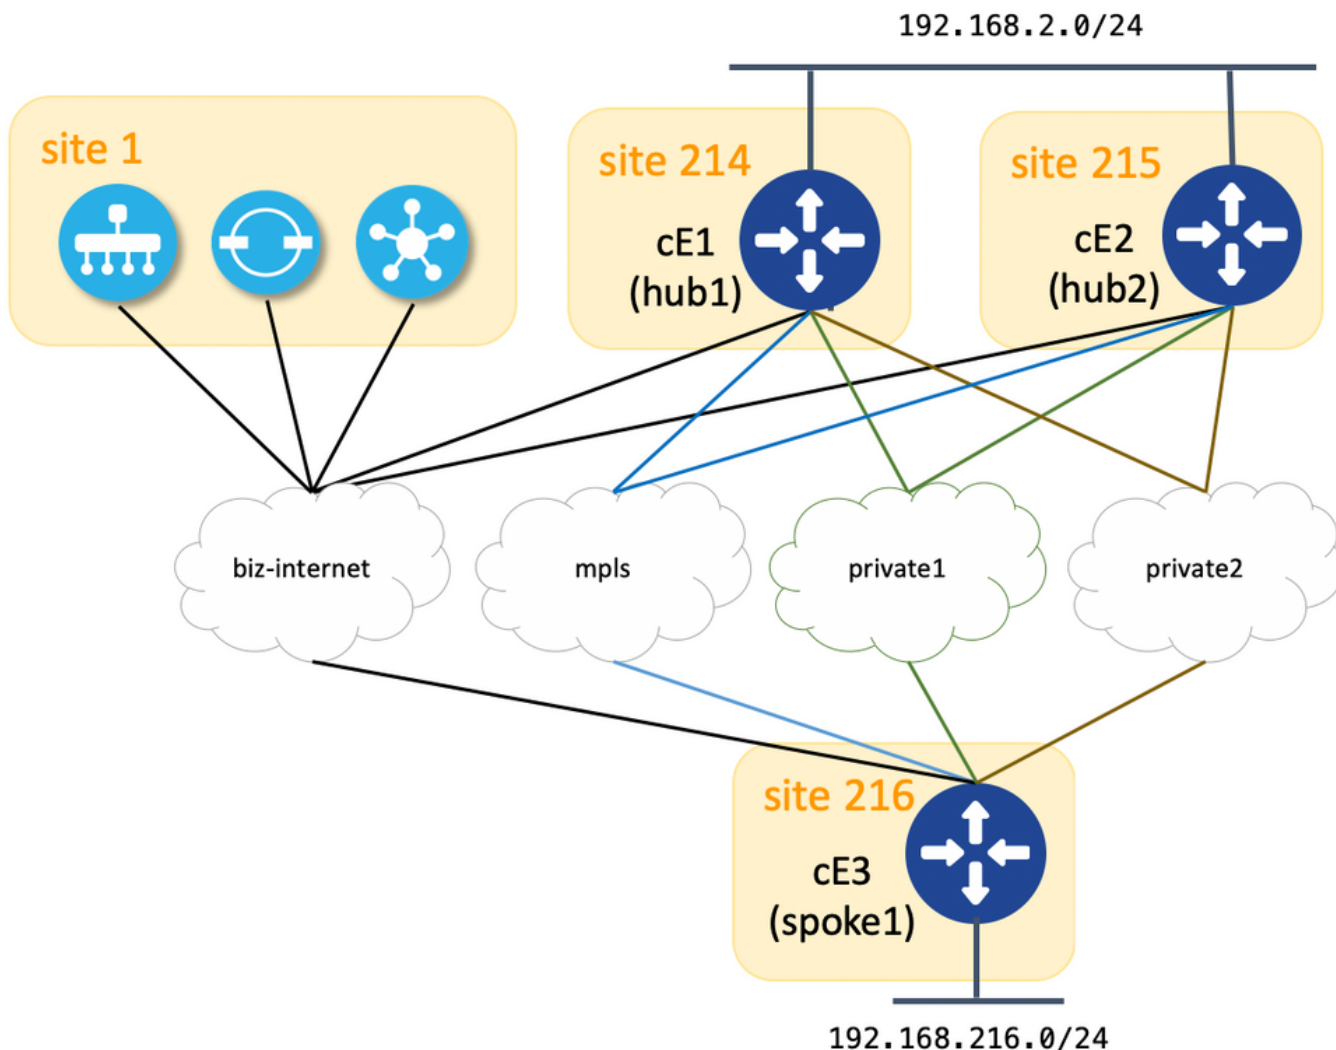 192.168.2.0/24
site 1
site 214
cE1
(hub1)
site 215
cE2
(hub2)
biz-internet
mpls
private1
private2
site 216
cE3
(spoke1)
192.168.216.0/24